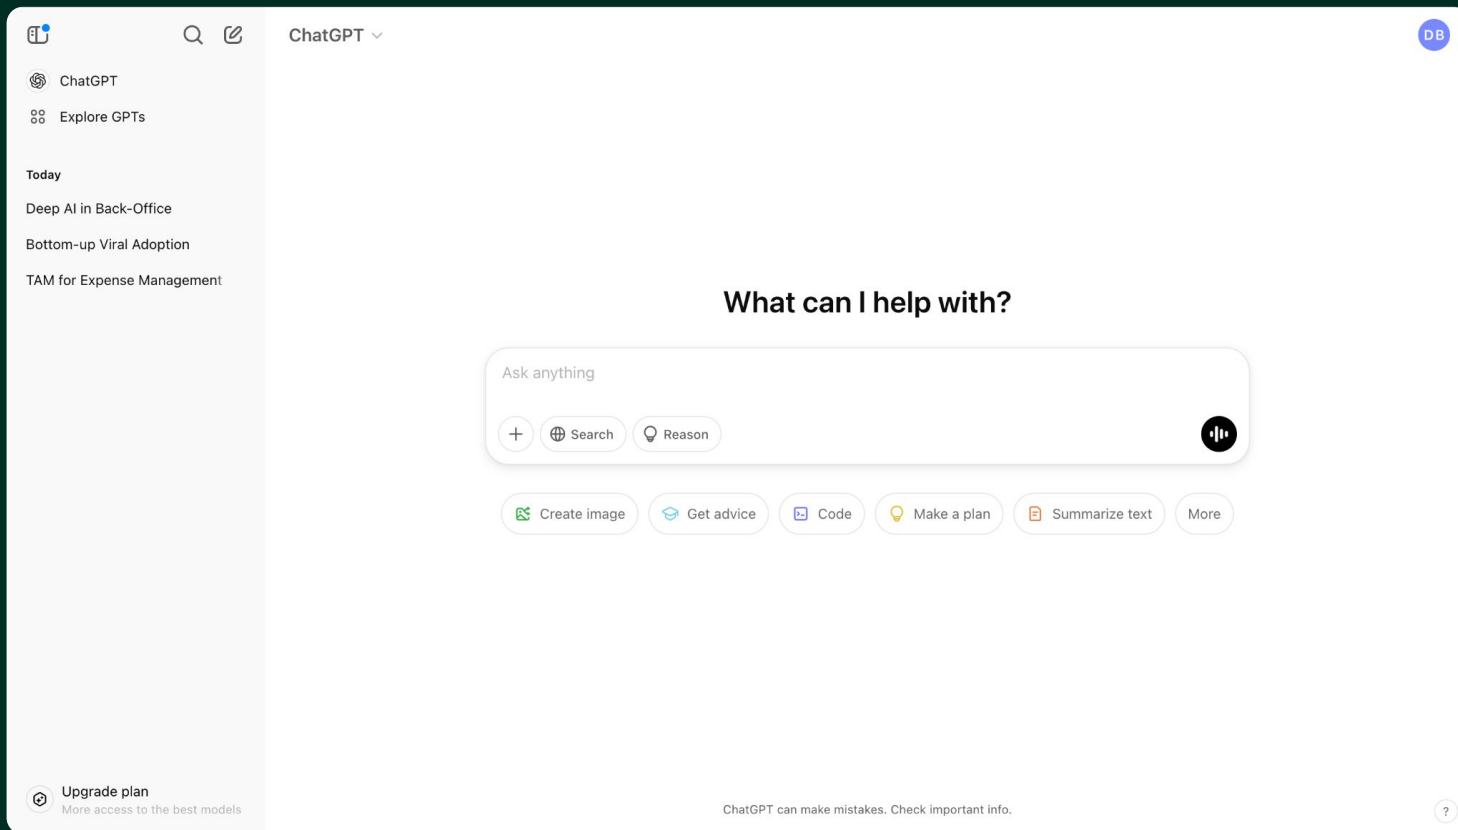 ChatGPT
DB
ChatGPT
Explore GPTs
Today
Deep AI in Back-Office
Bottom-up Viral Adoption
TAM for Expense Management
What can I help with?
Ask anything
Search
Reason
Create image
Get advice
Code
Make a plan
Summarize text
More
Upgrade plan
More access to the best models
ChatGPT can make mistakes. Check important info.
?